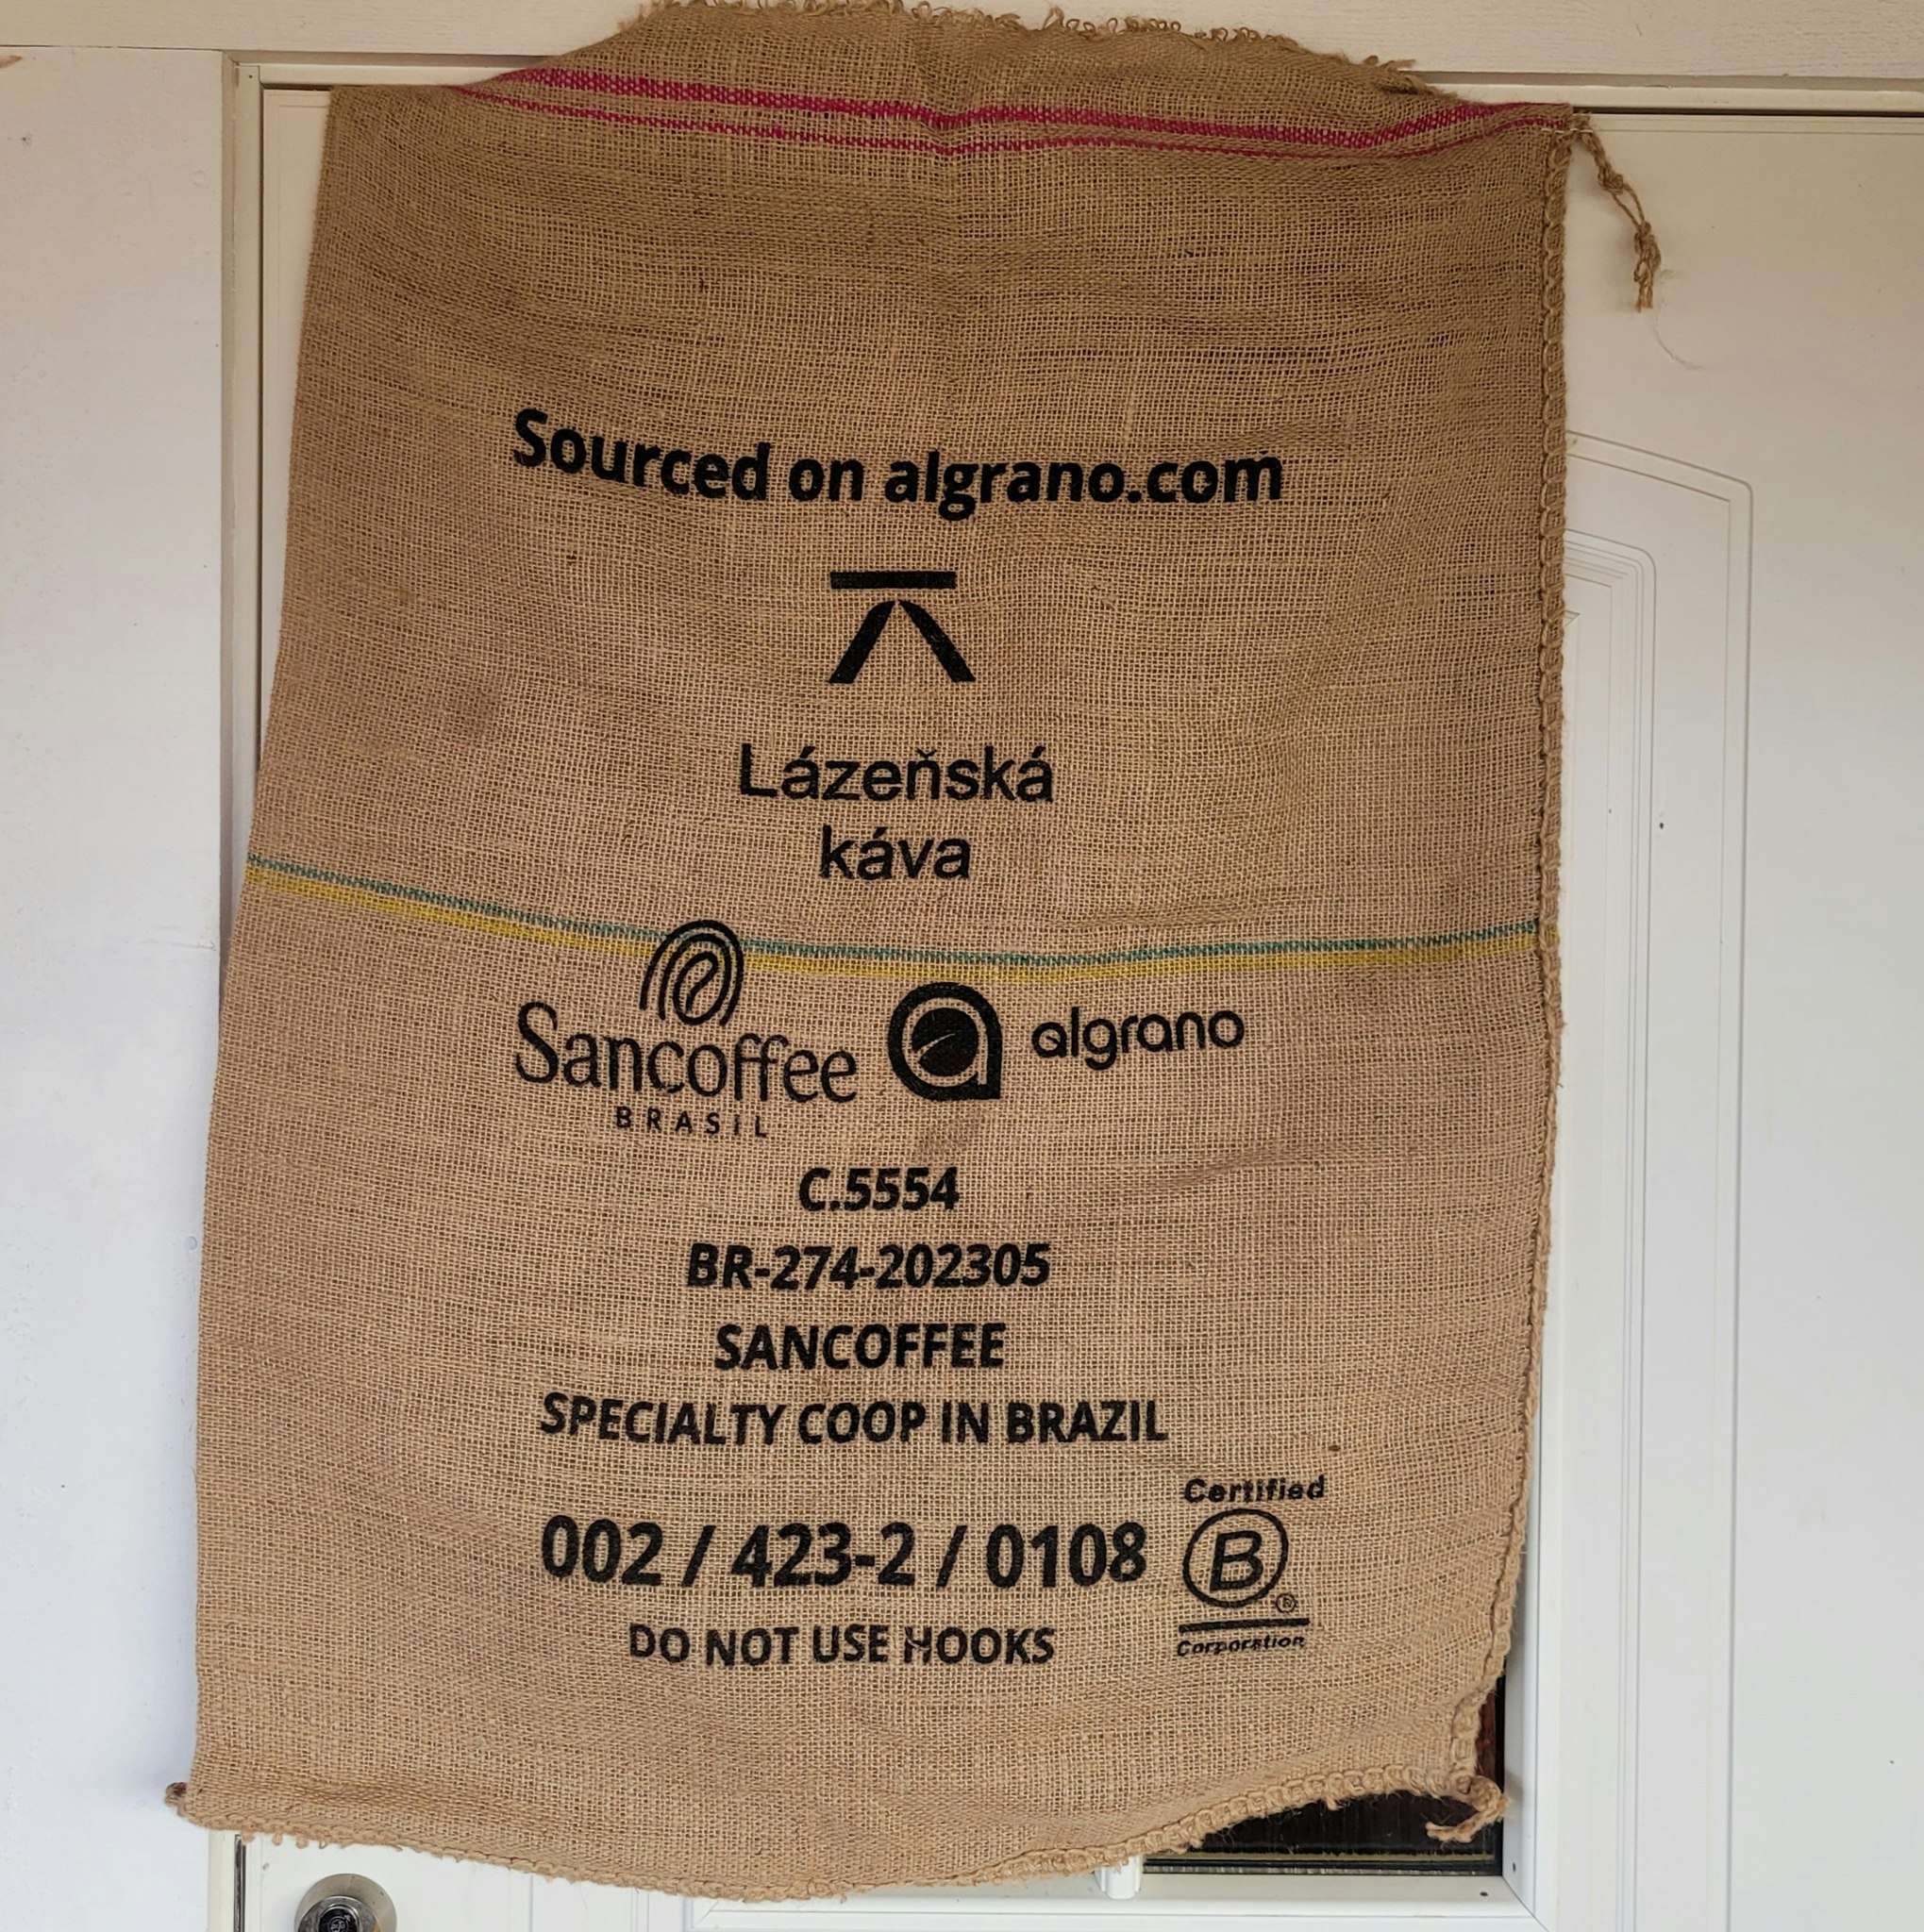 Sourced on algrano.com
Lázeňská
káva
Sancoffee
BRASIL
algrano
C.5554
BR-274-202305
SANCOFFEE
SPECIALTY COOP IN BRAZIL
002 / 423-2 / 0108
DO NOT USE HOOKS
Certified
B
®
Corporation